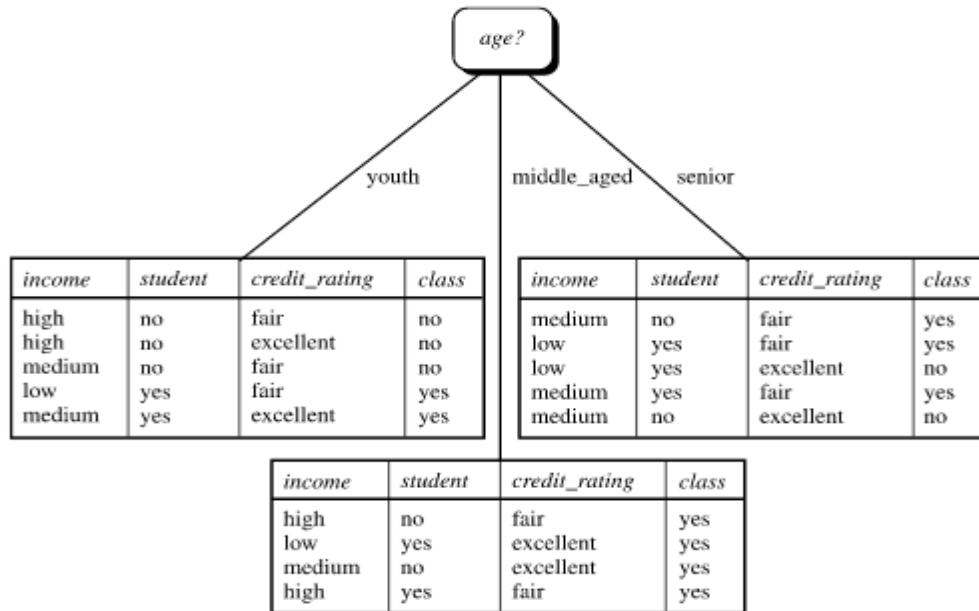 age?
youth
middle_aged
senior
income student credit_rating class
high no fair no
high no excellent no
medium no fair no
low yes fair yes
medium yes excellent yes
income student credit_rating class
medium no fair yes
low yes fair yes
low yes excellent no
medium yes fair yes
medium no excellent no
income student credit_rating class
high no fair yes
low yes excellent yes
medium no excellent yes
high yes fair yes